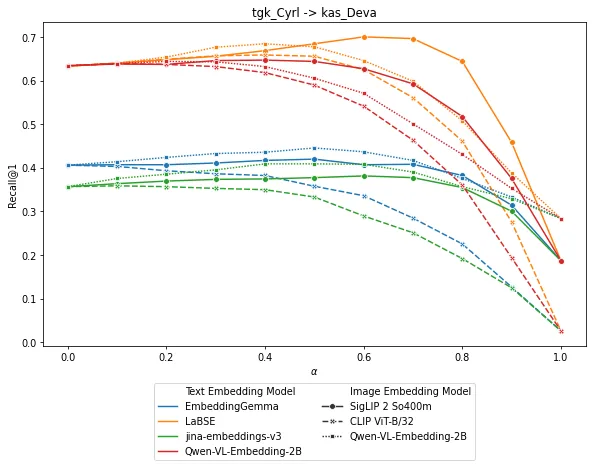 tgk_Cyrl -> kas_Deva
Recall@1
0.7
0.6
0.5
0.4
0.3
0.2
0.1
0.0
0.0 0.2 0.4 0.6 0.8 1.0
α
Text Embedding Model Image Embedding Model
EmbeddingGemma SigLIP 2 So400m
LaBSE CLIP ViT-B/32
jina-embeddings-v3 Qwen-VL-Embedding-2B
Qwen-VL-Embedding-2B